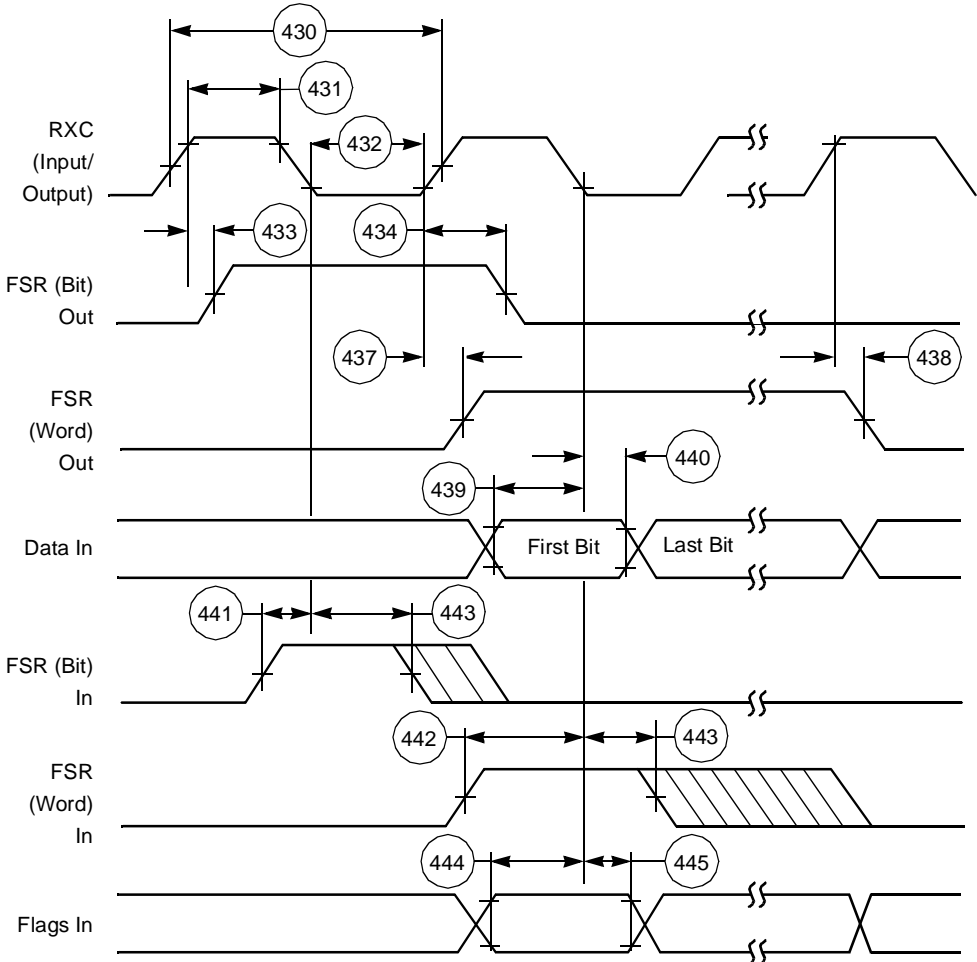 430
431
RXC
(Input/
Output)
432
433
434
FSR (Bit)
Out
437
438
FSR
(Word)
Out
440
439
Data In
First Bit
Last Bit
441
443
FSR (Bit)
In
442
443
FSR
(Word)
In
444
445
Flags In